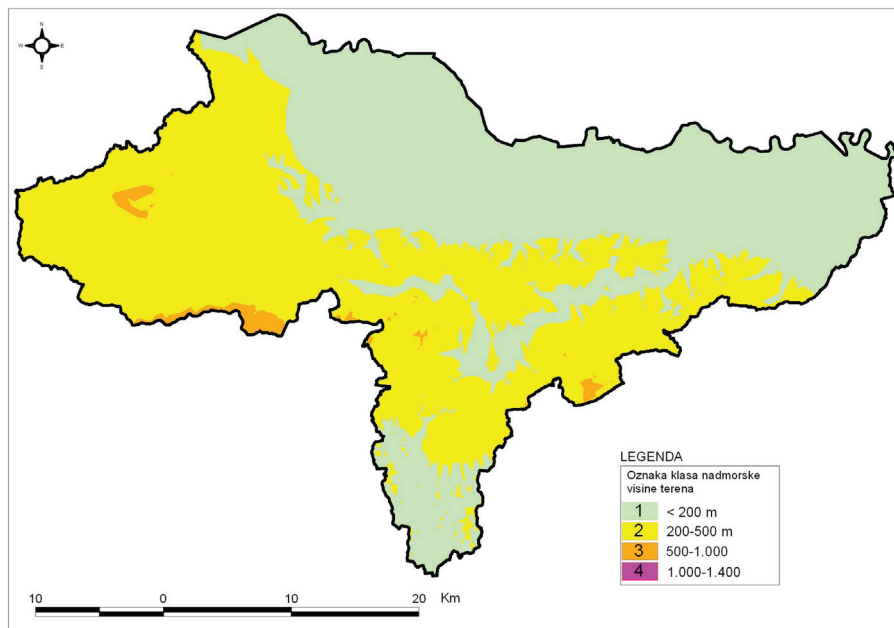 N
W E
S
LEGENDA
Oznaka klasa nadmorske
visine terena
1 < 200 m
2 200-500 m
3 500-1.000
4 1.000-1.400
10 0 10 20 Km